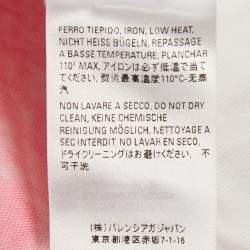 FERRO TIEPIDO, IRON, LOW HEAT,
NICHT HEISS BÜGELN, REPASSAGE
A BASSE TEMPERATURE, PLANCHAR
110° MAX, アイロンは必ず低温で当て
てください, 熨烫最高温度110°C-无蒸
汽
NON LAVARE A SECCO, DO NOT DRY
CLEAN, KEINE CHEMISCHE
REINIGUNG MÖGLICH, NETTOYAGE A
SEC INTERDIT, NO LAVAR EN SECO,
ドライクリーニングはお避けください, 不
可干洗
(株) バレンシアガジャパン
東京都港区赤坂7-1-16